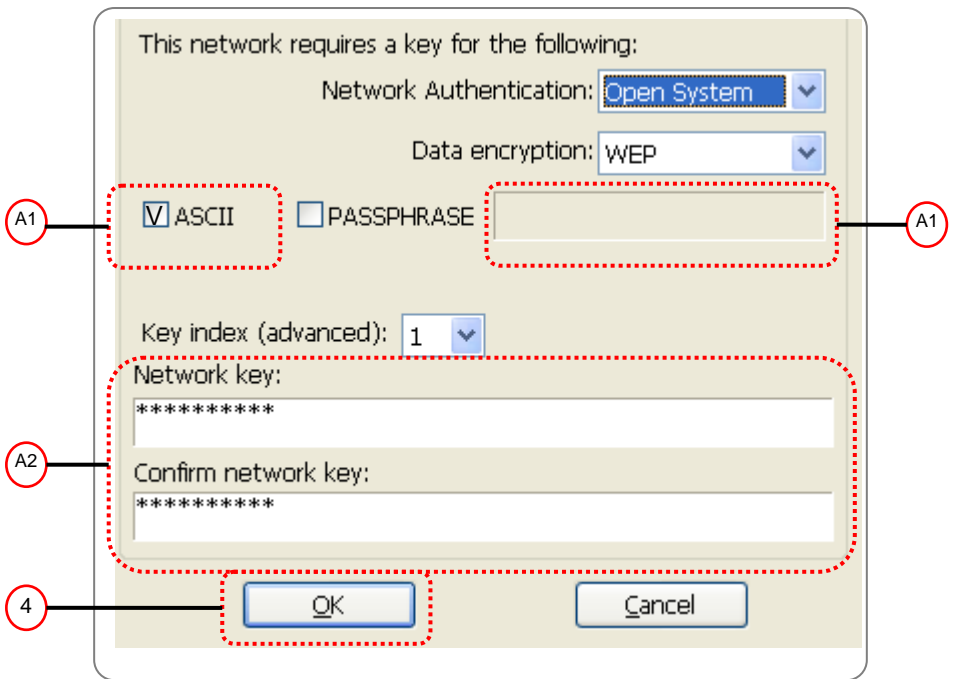 This network requires a key for the following:
Network Authentication: Open System
Data encryption: WEP
A1 V ASCII PASSPHRASE A1
Key index (advanced): 1
Network key:
**********
A2
Confirm network key:
**********
4 OK Cancel